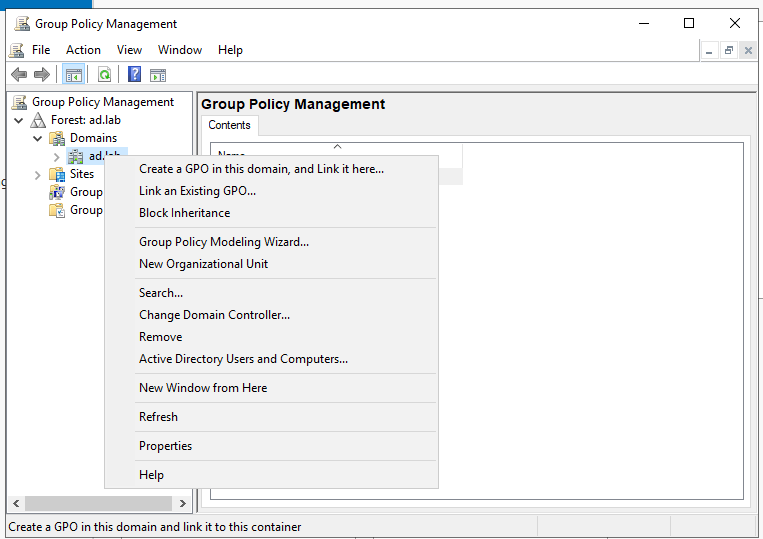 Group Policy Management
File Action View Window Help
Group Policy Management
Forest: ad.lab
Domains
ad.lab
Sites
Group
Group
Group Policy Management
Contents
Name
Create a GPO in this domain, and Link it here...
Link an Existing GPO...
Block Inheritance
Group Policy Modeling Wizard...
New Organizational Unit
Search...
Change Domain Controller...
Remove
Active Directory Users and Computers...
New Window from Here
Refresh
Properties
Help
Create a GPO in this domain and link it to this container